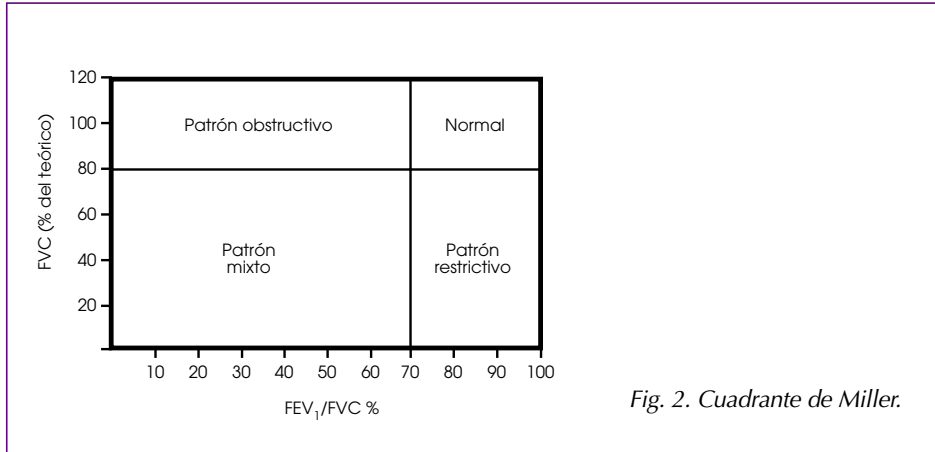 120
100
80
60
40
20
FVC (% del teórico)
Patrón obstructivo
Normal
Patrón
mixto
Patrón
restrictivo
10 20 30 40 50 60 70 80 90 100
FEV₁/FVC %
Fig. 2. Cuadrante de Miller.